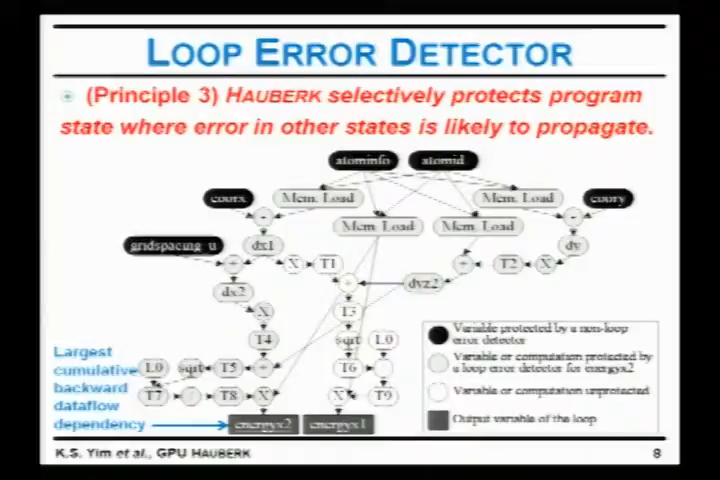 LOOP ERROR DETECTOR
(Principle 3) HAUBERK selectively protects program
state where error in other states is likely to propagate.
atominfo
atomid
coorx
Mem. Load
Mem. Load
coory
Mem. Load
Mem. Load
-
-
gridspacing_u
dx1
dy
+
X
T1
+
T2
X
dx2
dyz2
X
T3
T4
sqrt
1.0
1.0
sqrt
T5
+
T6
T7
/
T8
X
X
T9
energyx2
energyx1
Largest
cumulative
backward
dataflow
dependency
Variable protected by a non-loop
error detector
Variable or computation protected by
a loop error detector for energyx2
Variable or computation unprotected
Output variable of the loop
K.S. Yim et al., GPU HAUBERK
8